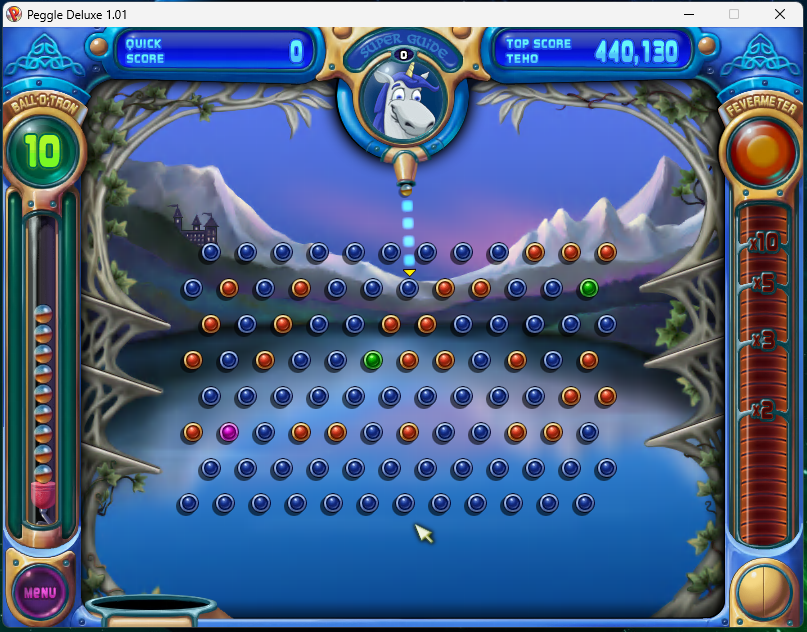 Peggle Deluxe 1.01
QUICK
SCORE
0
SUPER GUIDE
0
TOP SCORE
TEHO
440,130
BALL-O-TRON
10
FEVERMETER
x10
x5
x3
x2
MENU